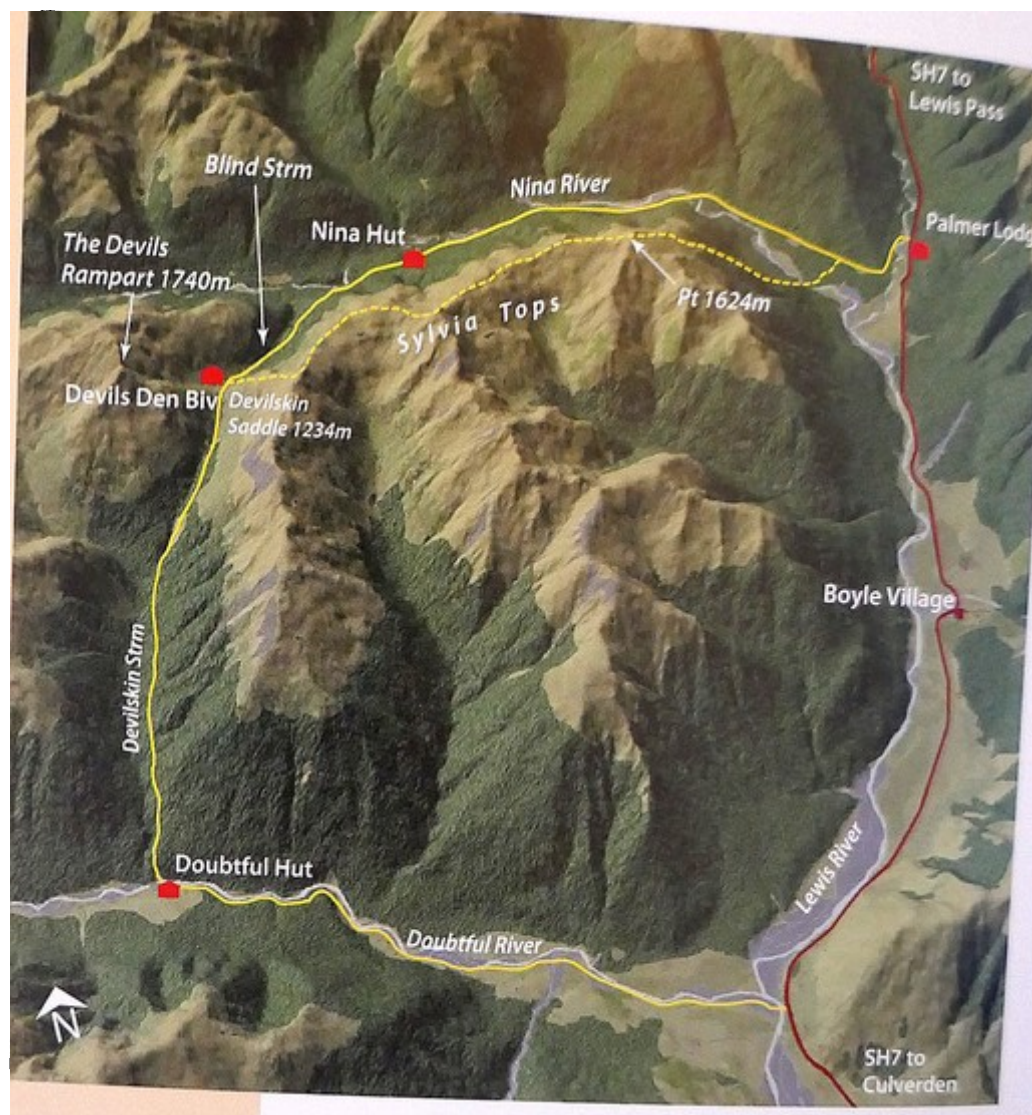 SH7 to
Lewis Pass
Blind Strm
Nina River
Nina Hut
Palmer Lodg
The Devils
Rampart 1740m
Pt 1624m
Sylvia Tops
Devils Den Biv
Devilskin
Saddle 1234m
Boyle Village
Devilskin Strm
Doubtful Hut
Lewis River
Doubtful River
N
SH7 to
Culverden